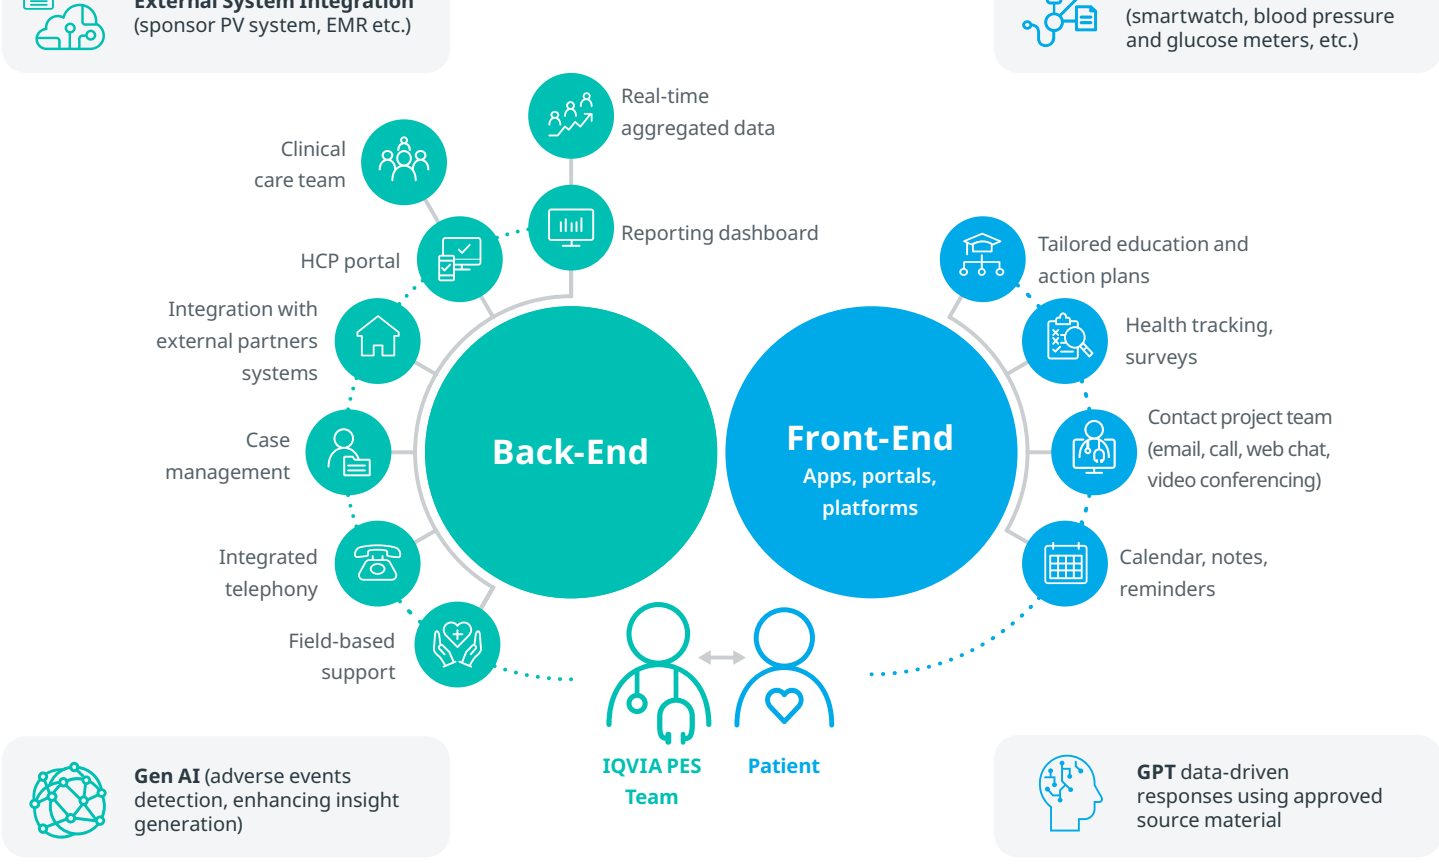 External System Integration
(sponsor PV system, EMR etc.)
(smartwatch, blood pressure
and glucose meters, etc.)
Real-time
aggregated data
Clinical
care team
Reporting dashboard
HCP portal
Integration with
external partners
systems
Case
management
Integrated
telephony
Field-based
support
Back-End
Front-End
Apps, portals,
platforms
Tailored education and
action plans
Health tracking,
surveys
Contact project team
(email, call, web chat,
video conferencing)
Calendar, notes,
reminders
IQVIA PES
Team
Patient
Gen AI (adverse events
detection, enhancing insight
generation)
GPT data-driven
responses using approved
source material